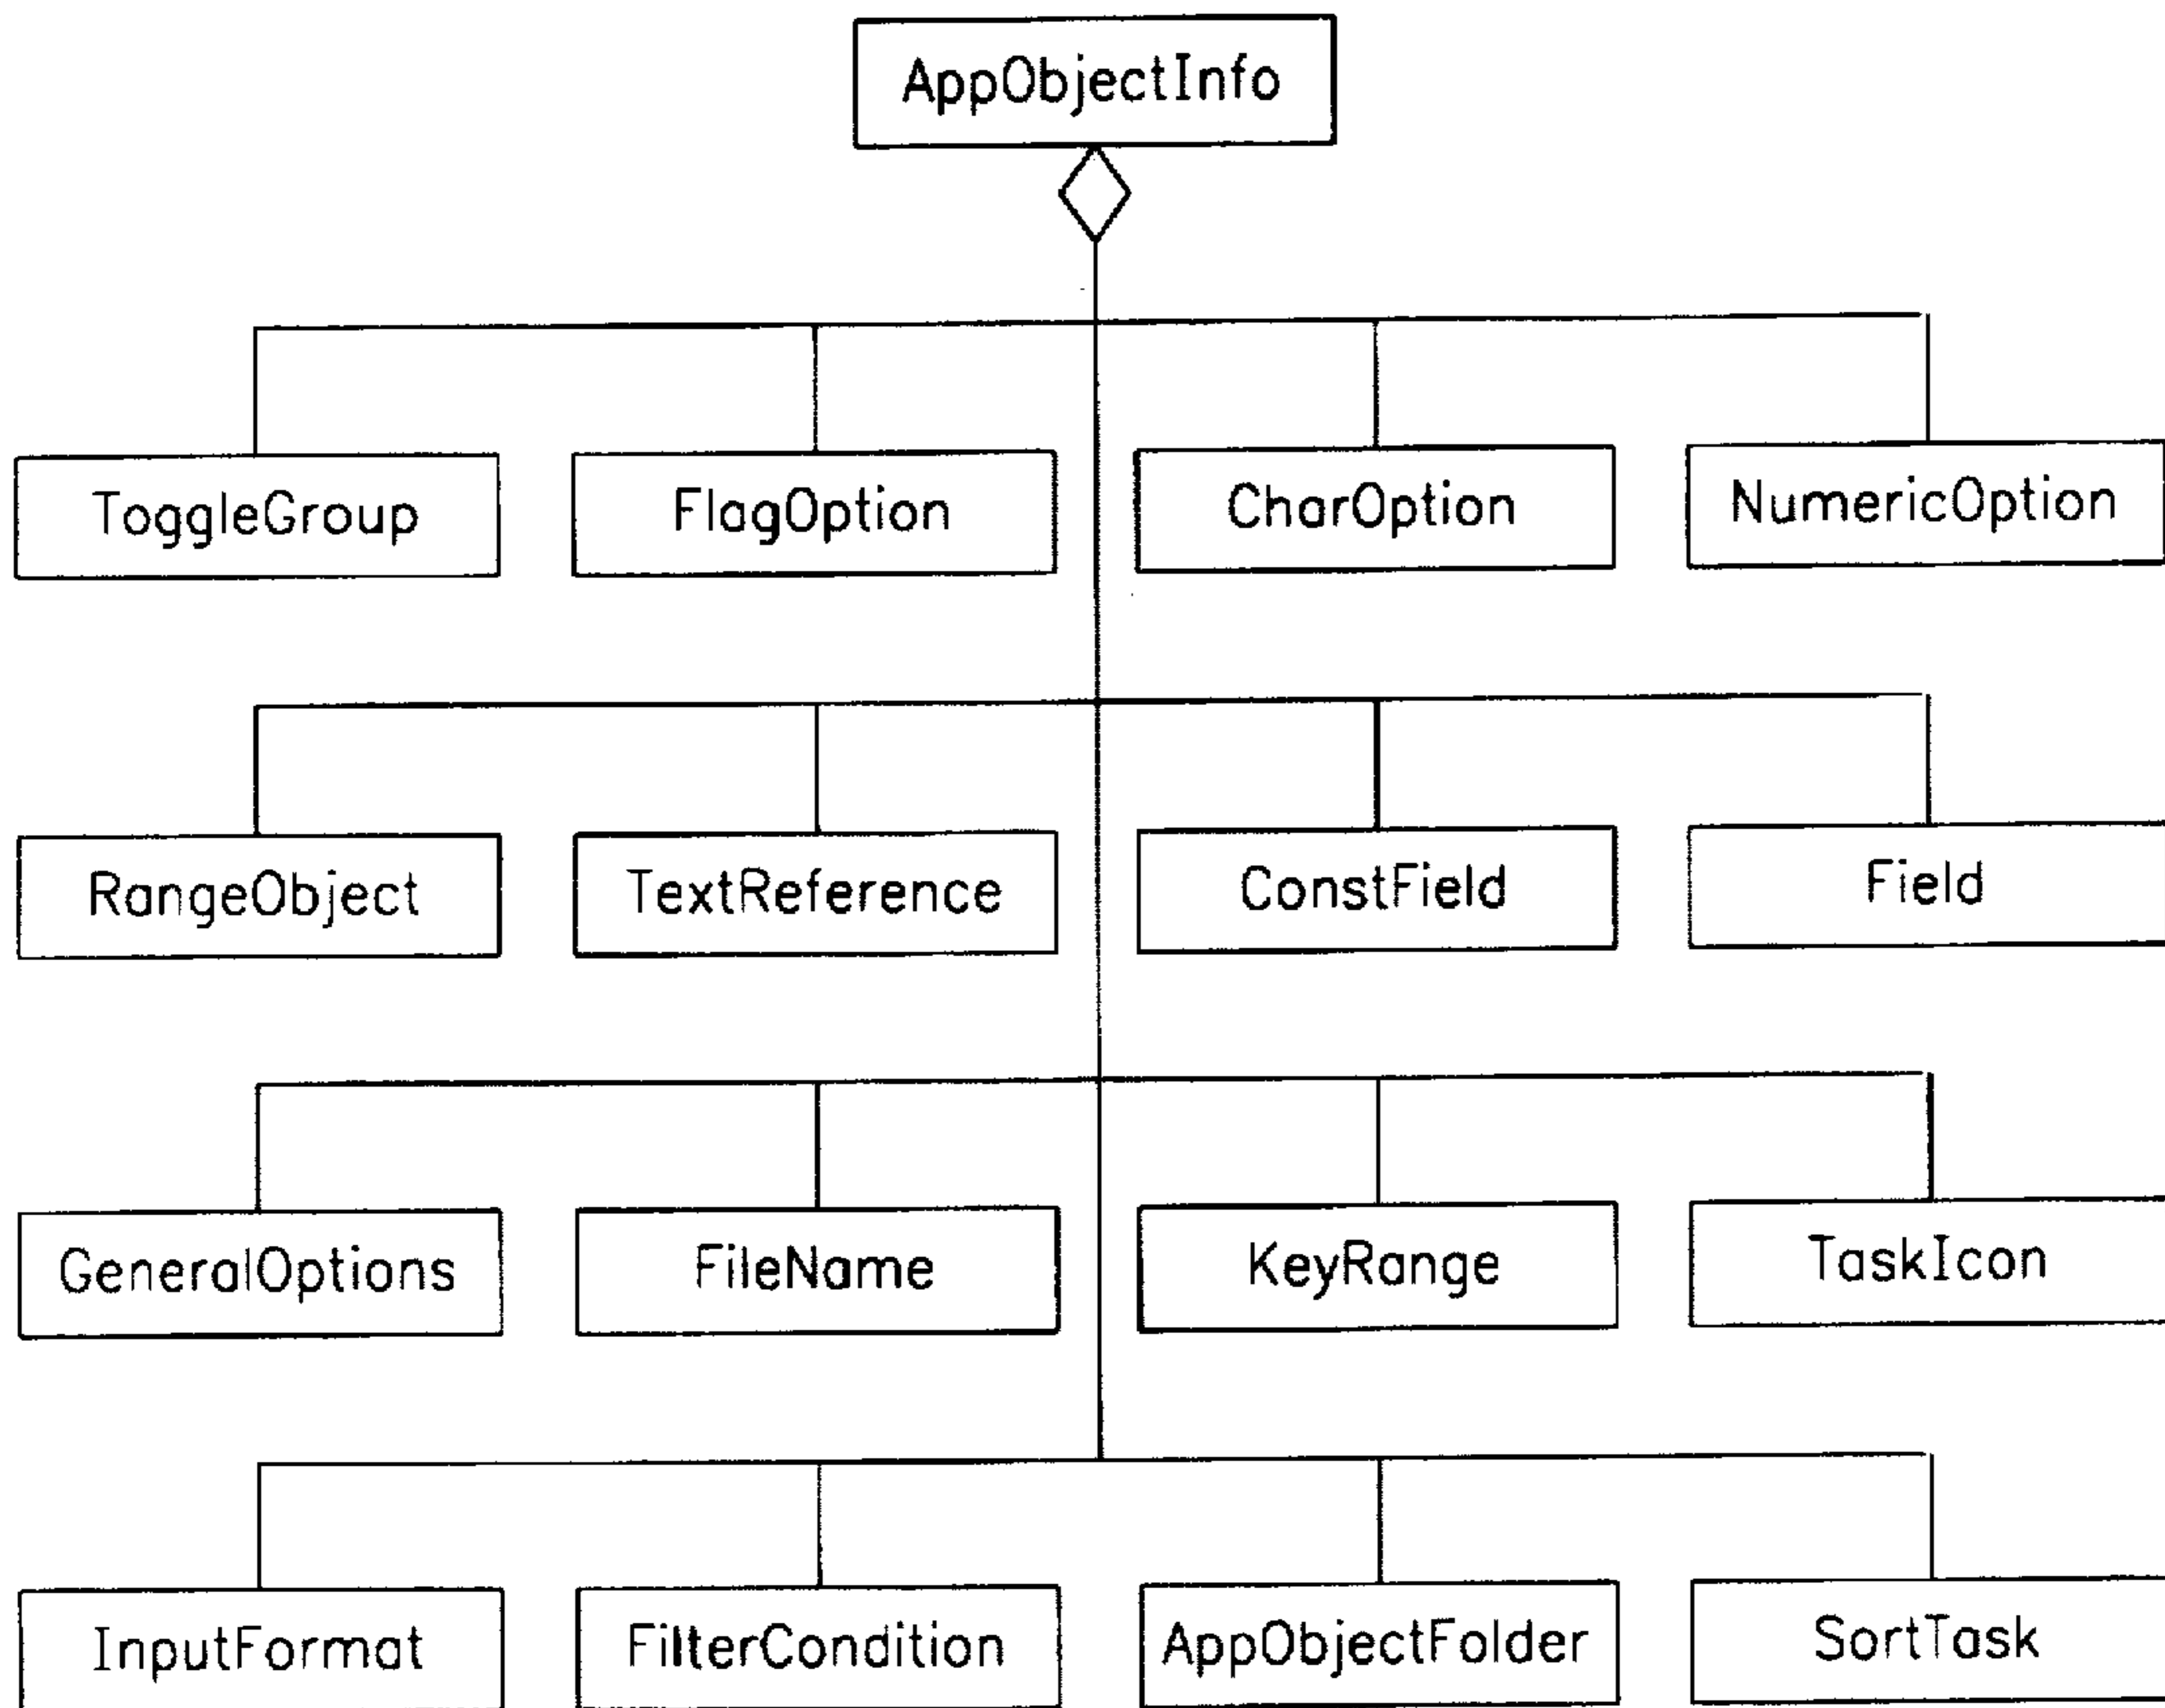 AppObjectInfo
ToggleGroup
FlagOption
CharOption
NumericOption
RangeObject
TextReference
ConstField
Field
GeneralOptions
FileName
KeyRange
TaskIcon
InputFormat
FilterCondition
AppObjectFolder
SortTask